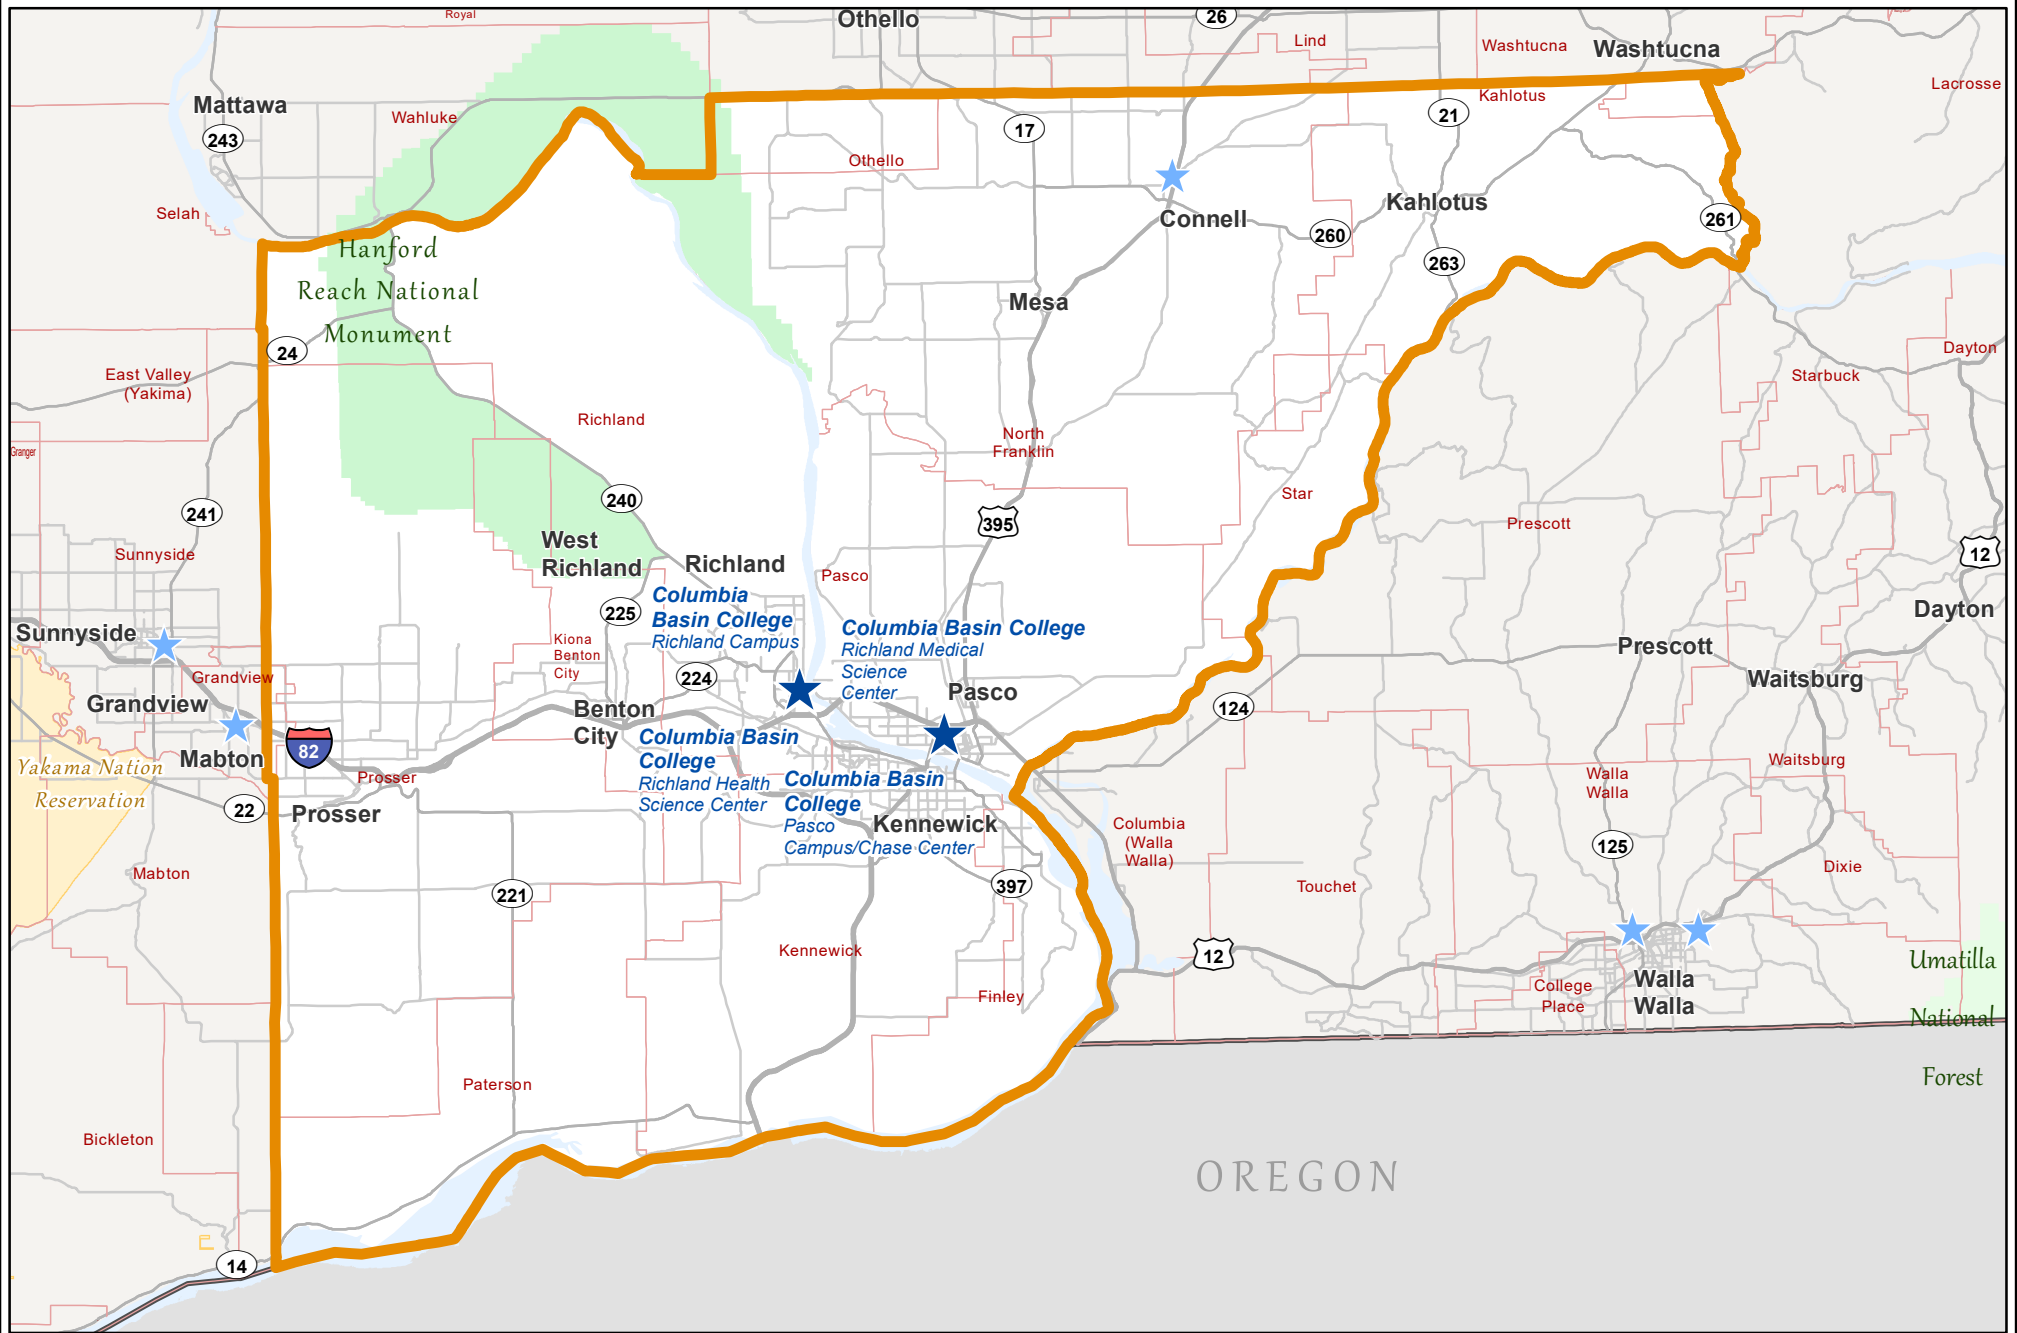 Royal
Othello
26
Lind
Washtucna
Washtucna
Lacrosse
Mattawa
Wahluke
Kahlotus
243
17
21
Othello
Selah
Connell
Kahlotus
260
261
Hanford
Reach National
Monument
263
Mesa
24
East Valley
(Yakima)
Dayton
Starbuck
Richland
Granger
North
Franklin
Star
240
241
395
Prescott
Sunnyside
West
Richland
Richland
Pasco
12
Columbia
Basin College
Richland Campus
225
Dayton
Sunnyside
Columbia Basin College
Richland Medical
Science
Center
Kiona
Benton
City
Prescott
Grandview
224
Waitsburg
Grandview
Pasco
Benton
City
124
82
Mabton
Columbia Basin
College
Richland Health
Science Center
Yakama Nation
Reservation
Prosser
Columbia Basin
College
Pasco
Campus/Chase Center
Waitsburg
Walla
Walla
22
Prosser
Kennewick
Columbia
(Walla
Walla)
125
Mabton
Dixie
221
397
Touchet
Kennewick
12
Umatilla
National
Forest
Finley
College
Place
Walla
Walla
Paterson
Bickleton
OREGON
14